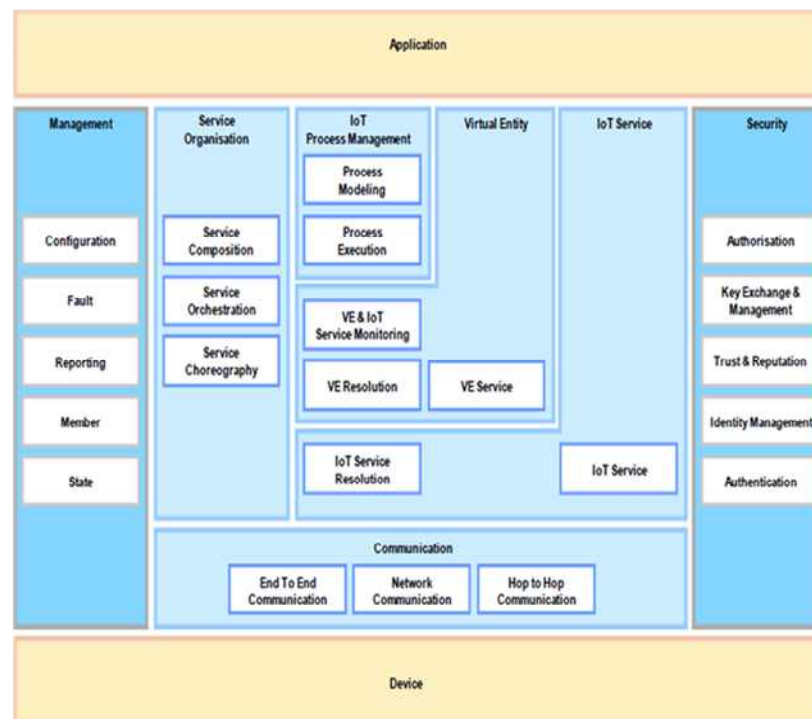 Application
Management
Configuration
Fault
Reporting
Member
State
Service
Organisation
Service
Composition
Service
Orchestration
Service
Choreography
IoT
Process Management
Process
Modeling
Process
Execution
Virtual Entity
VE & IoT
Service Monitoring
VE Resolution
VE Service
IoT Service
IoT Service
Resolution
IoT Service
Communication
End To End
Communication
Network
Communication
Hop to Hop
Communication
Security
Authorisation
Key Exchange &
Management
Trust & Reputation
Identity Management
Authentication
Device